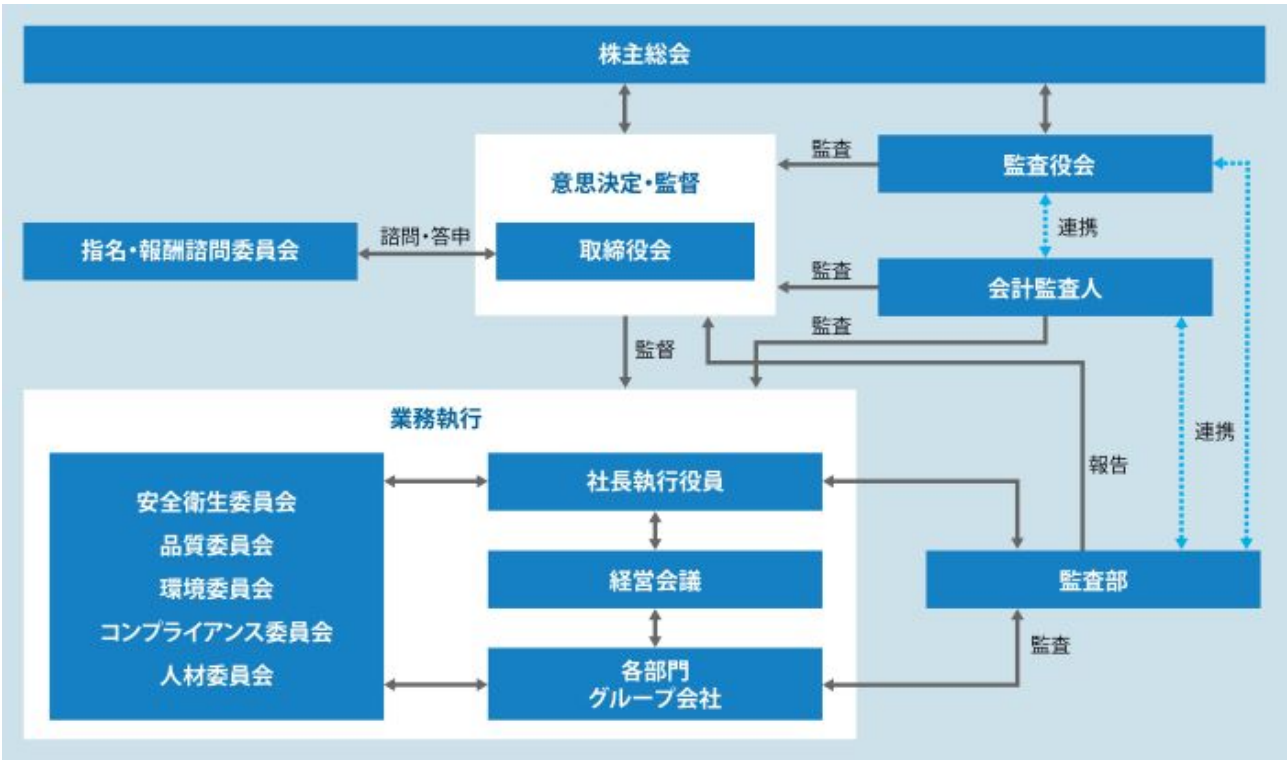 株主総会
意思決定・監督
監査
監査役会
指名・報酬諮問委員会
諮問・答申
取締役会
連携
監査
会計監査人
監査
監督
業務執行
連携
報告
安全衛生委員会
品質委員会
環境委員会
コンプライアンス委員会
人材委員会
社長執行役員
経営会議
各部門
グループ会社
監査部
監査